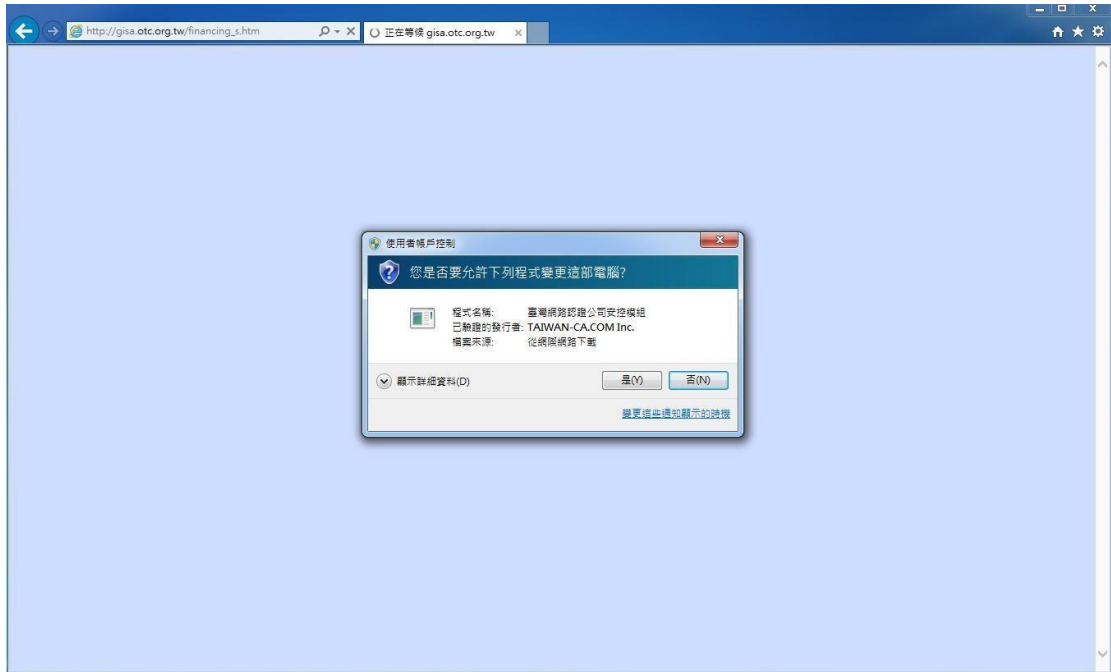 http://gisa.otc.org.tw/financing_s.htm
正在等候 gisa.otc.org.tw
使用者帳戶控制
您是否要允許下列程式變更這部電腦?
程式名稱: 臺灣網路認證公司安控模組
已驗證的發行者: TAIWAN-CA.COM Inc.
檔案來源: 從網際網路下載
顯示詳細資料(D)
是(Y)
否(N)
變更這些通知顯示的時機